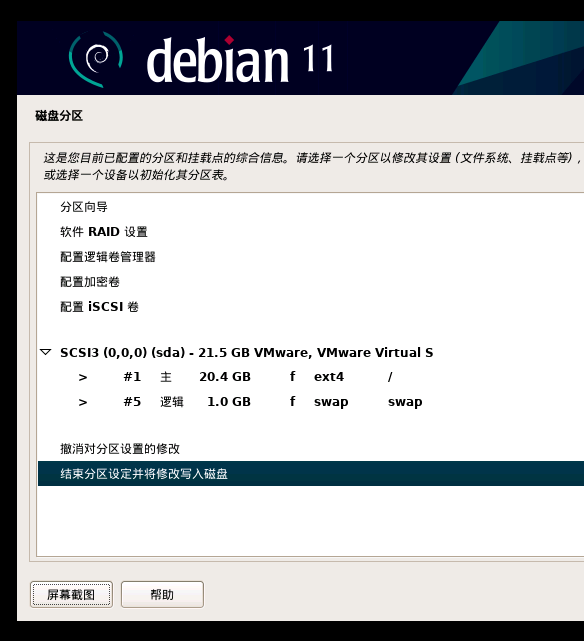 debian 11
磁盘分区
这是您目前已配置的分区和挂载点的综合信息。请选择一个分区以修改其设置 (文件系统、挂载点等)，
或选择一个设备以初始化其分区表。
分区向导
软件 RAID 设置
配置逻辑卷管理器
配置加密卷
配置 iSCSI 卷
SCSI3 (0,0,0) (sda) - 21.5 GB VMware, VMware Virtual S
> #1 主 20.4 GB f ext4 /
> #5 逻辑 1.0 GB f swap swap
撤消对分区设置的修改
结束分区设定并将修改写入磁盘
屏幕截图 帮助